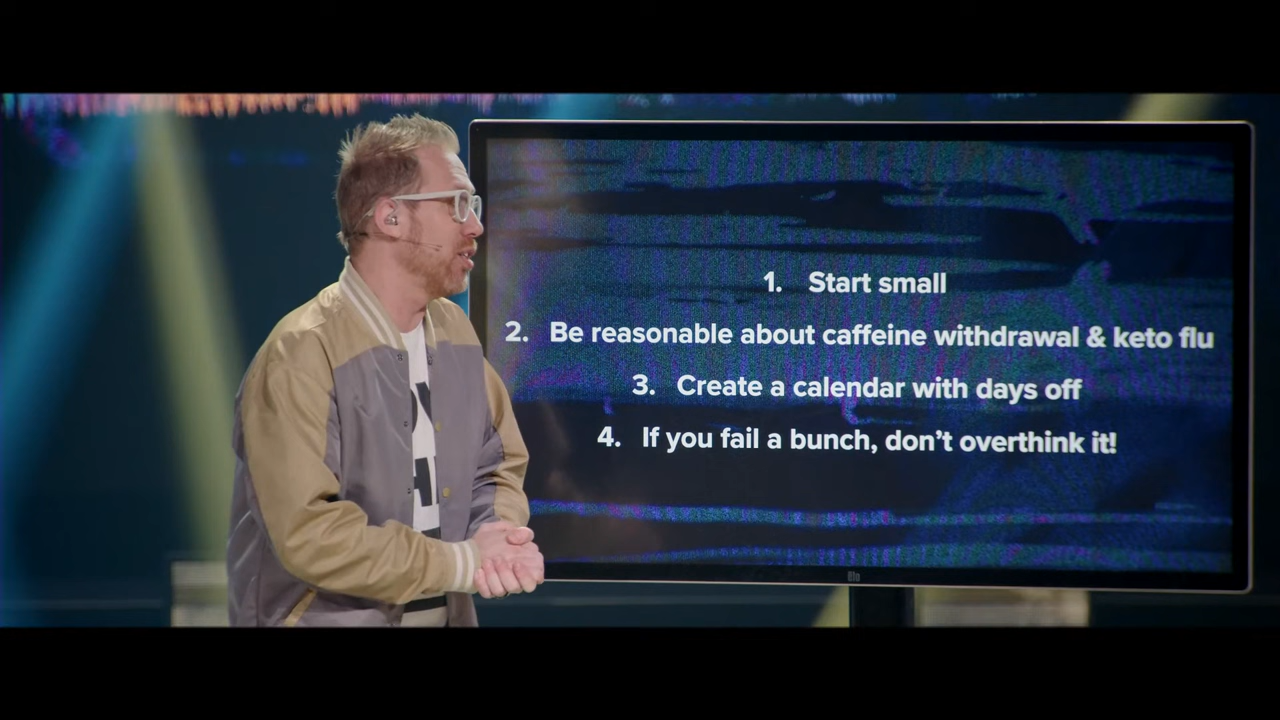 1. Start small
2. Be reasonable about caffeine withdrawal & keto flu
3. Create a calendar with days off
4. If you fail a bunch, don’t overthink it!
elo